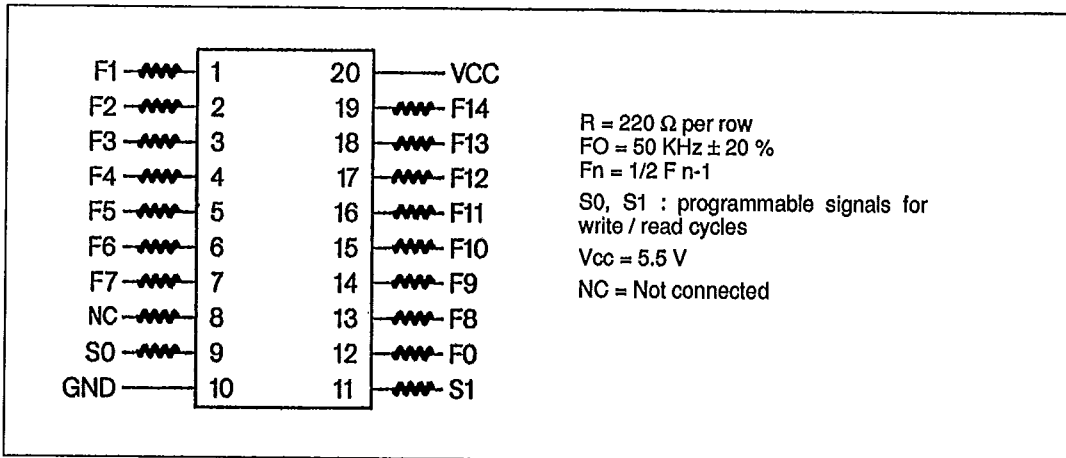 F1 1 20 VCC
F2 2 19 F14
F3 3 18 F13
F4 4 17 F12
F5 5 16 F11
F6 6 15 F10
F7 7 14 F9
NC 8 13 F8
S0 9 12 F0
GND 10 11 S1
R = 220 Ω per row
FO = 50 KHz ± 20 %
Fn = 1/2 F n-1
S0, S1 : programmable signals for
write / read cycles
Vcc = 5.5 V
NC = Not connected